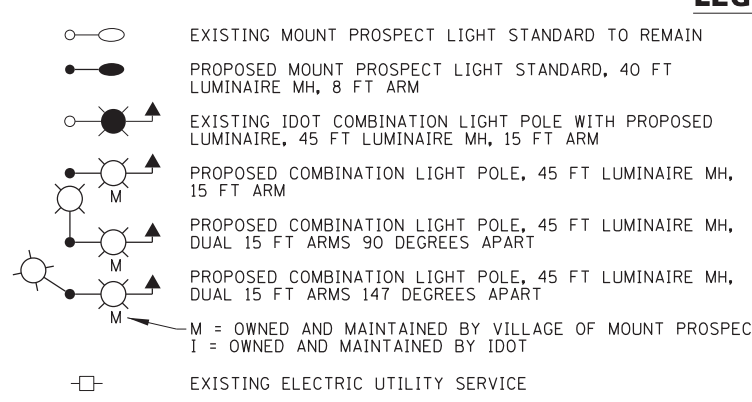 LEG
EXISTING MOUNT PROSPECT LIGHT STANDARD TO REMAIN
PROPOSED MOUNT PROSPECT LIGHT STANDARD, 40 FT
LUMINAIRE MH, 8 FT ARM
EXISTING IDOT COMBINATION LIGHT POLE WITH PROPOSED
LUMINAIRE, 45 FT LUMINAIRE MH, 15 FT ARM
PROPOSED COMBINATION LIGHT POLE, 45 FT LUMINAIRE MH,
15 FT ARM
M
PROPOSED COMBINATION LIGHT POLE, 45 FT LUMINAIRE MH,
DUAL 15 FT ARMS 90 DEGREES APART
M
PROPOSED COMBINATION LIGHT POLE, 45 FT LUMINAIRE MH,
DUAL 15 FT ARMS 147 DEGREES APART
M
M = OWNED AND MAINTAINED BY VILLAGE OF MOUNT PROSPEC
I = OWNED AND MAINTAINED BY IDOT
EXISTING ELECTRIC UTILITY SERVICE